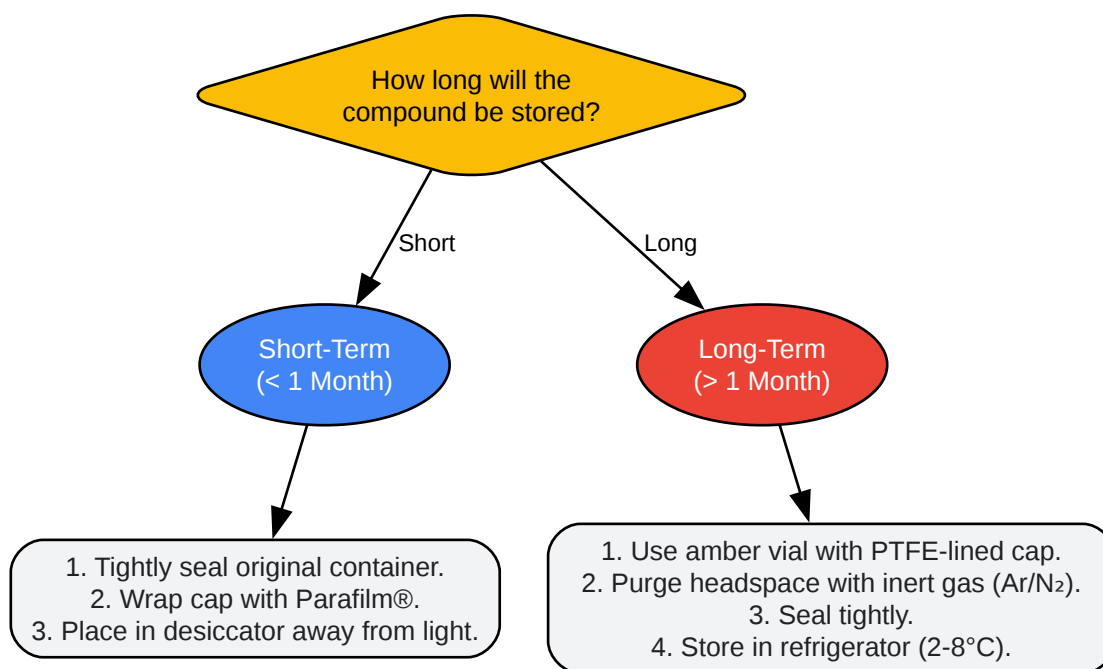 How long will the
compound be stored?
Short
Long
Short-Term
(< 1 Month)
Long-Term
(> 1 Month)
1. Tightly seal original container.
2. Wrap cap with Parafilm®.
3. Place in desiccator away from light.
1. Use amber vial with PTFE-lined cap.
2. Purge headspace with inert gas (Ar/N₂).
3. Seal tightly.
4. Store in refrigerator (2-8°C).